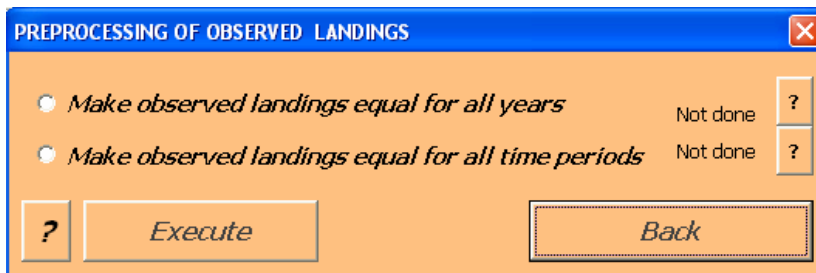 PREPROCESSING OF OBSERVED LANDINGS
Make observed landings equal for all years Not done ?
Make observed landings equal for all time periods Not done ?
? Execute Back